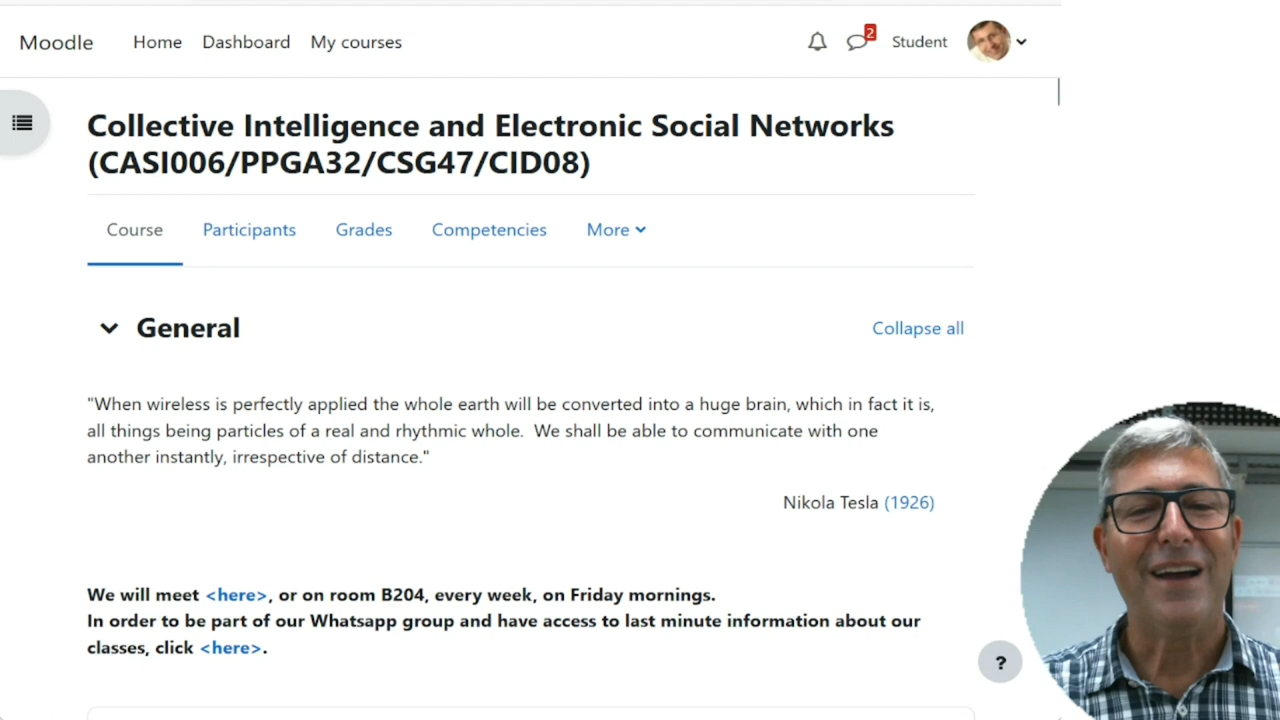 Moodle Home Dashboard My courses 2 Student
Collective Intelligence and Electronic Social Networks
(CASI006/PPGA32/CSG47/CID08)
Course Participants Grades Competencies More
General Collapse all
"When wireless is perfectly applied the whole earth will be converted into a huge brain, which in fact it is,
all things being particles of a real and rhythmic whole.  We shall be able to communicate with one
another instantly, irrespective of distance."
Nikola Tesla (1926)
We will meet <here>, or on room B204, every week, on Friday mornings.
In order to be part of our Whatsapp group and have access to last minute information about our
classes, click <here>.
?